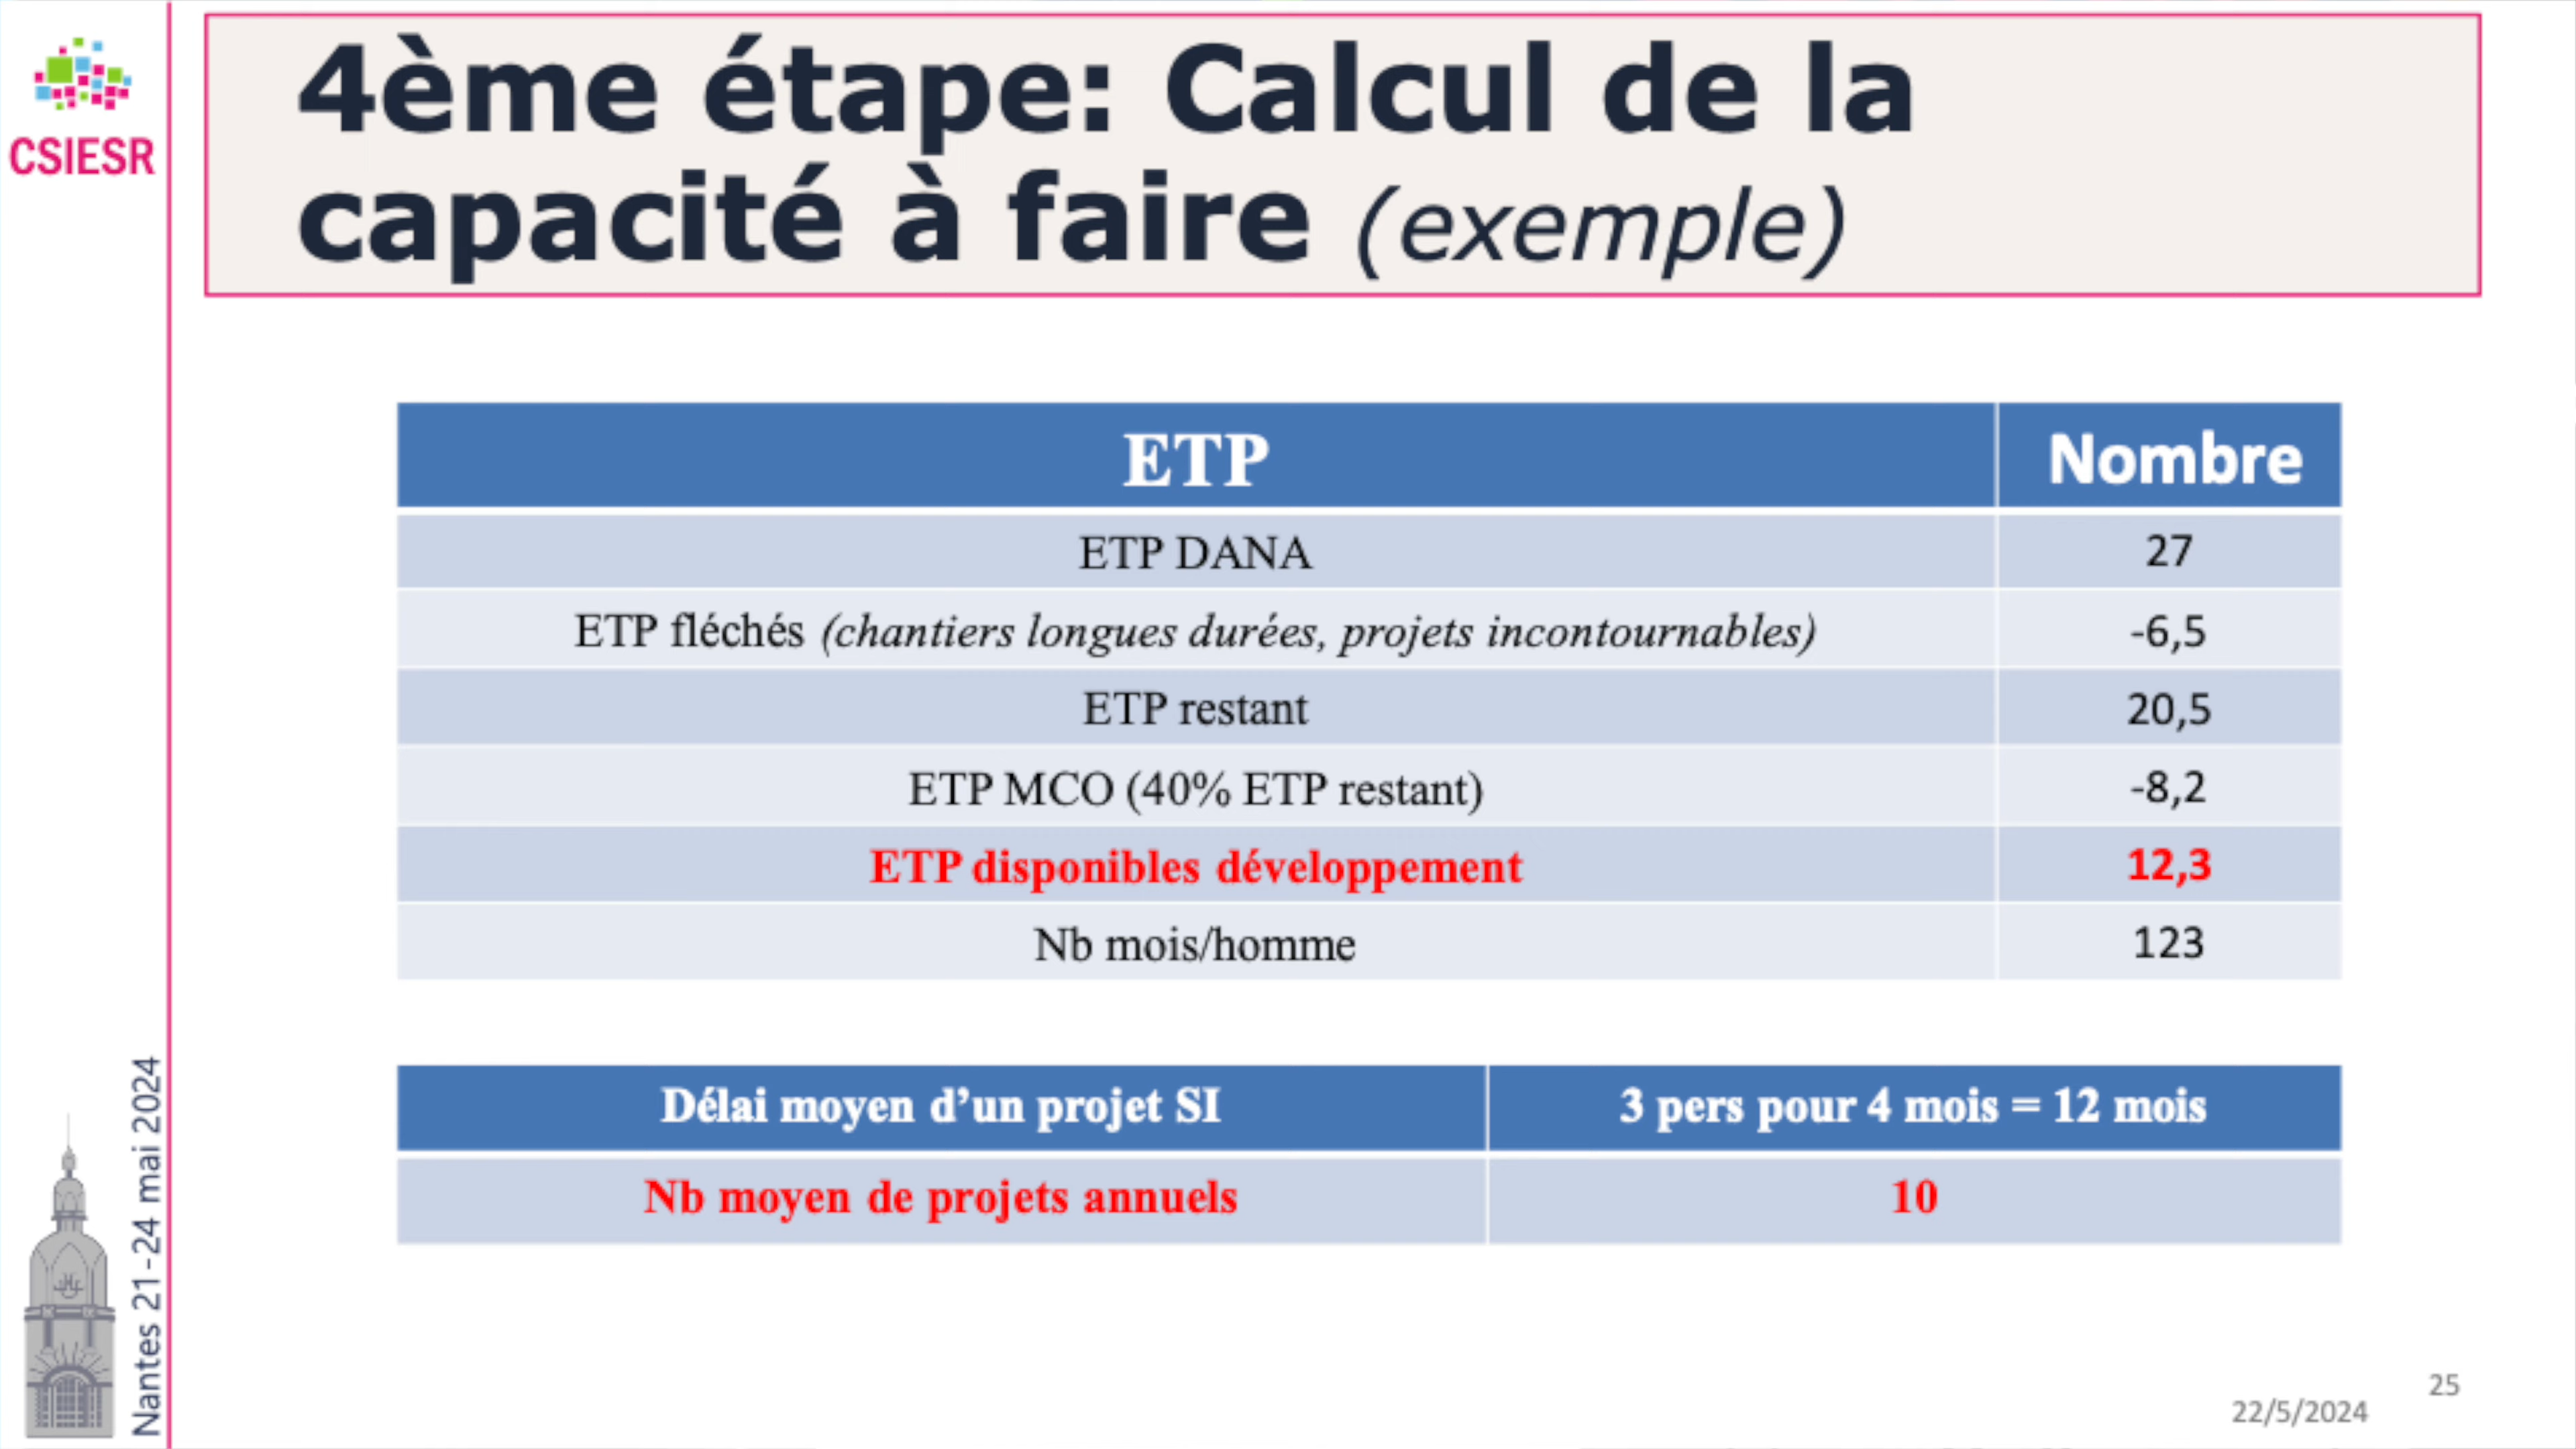 CSIESR
4ème étape: Calcul de la
capacité à faire (exemple)
ETP Nombre
ETP DANA 27
ETP fléchés (chantiers longues durées, projets incontournables) -6,5
ETP restant 20,5
ETP MCO (40% ETP restant) -8,2
ETP disponibles développement 12,3
Nb mois/homme 123
Délai moyen d’un projet SI 3 pers pour 4 mois = 12 mois
Nb moyen de projets annuels 10
Nantes 21-24 mai 2024
25
22/5/2024